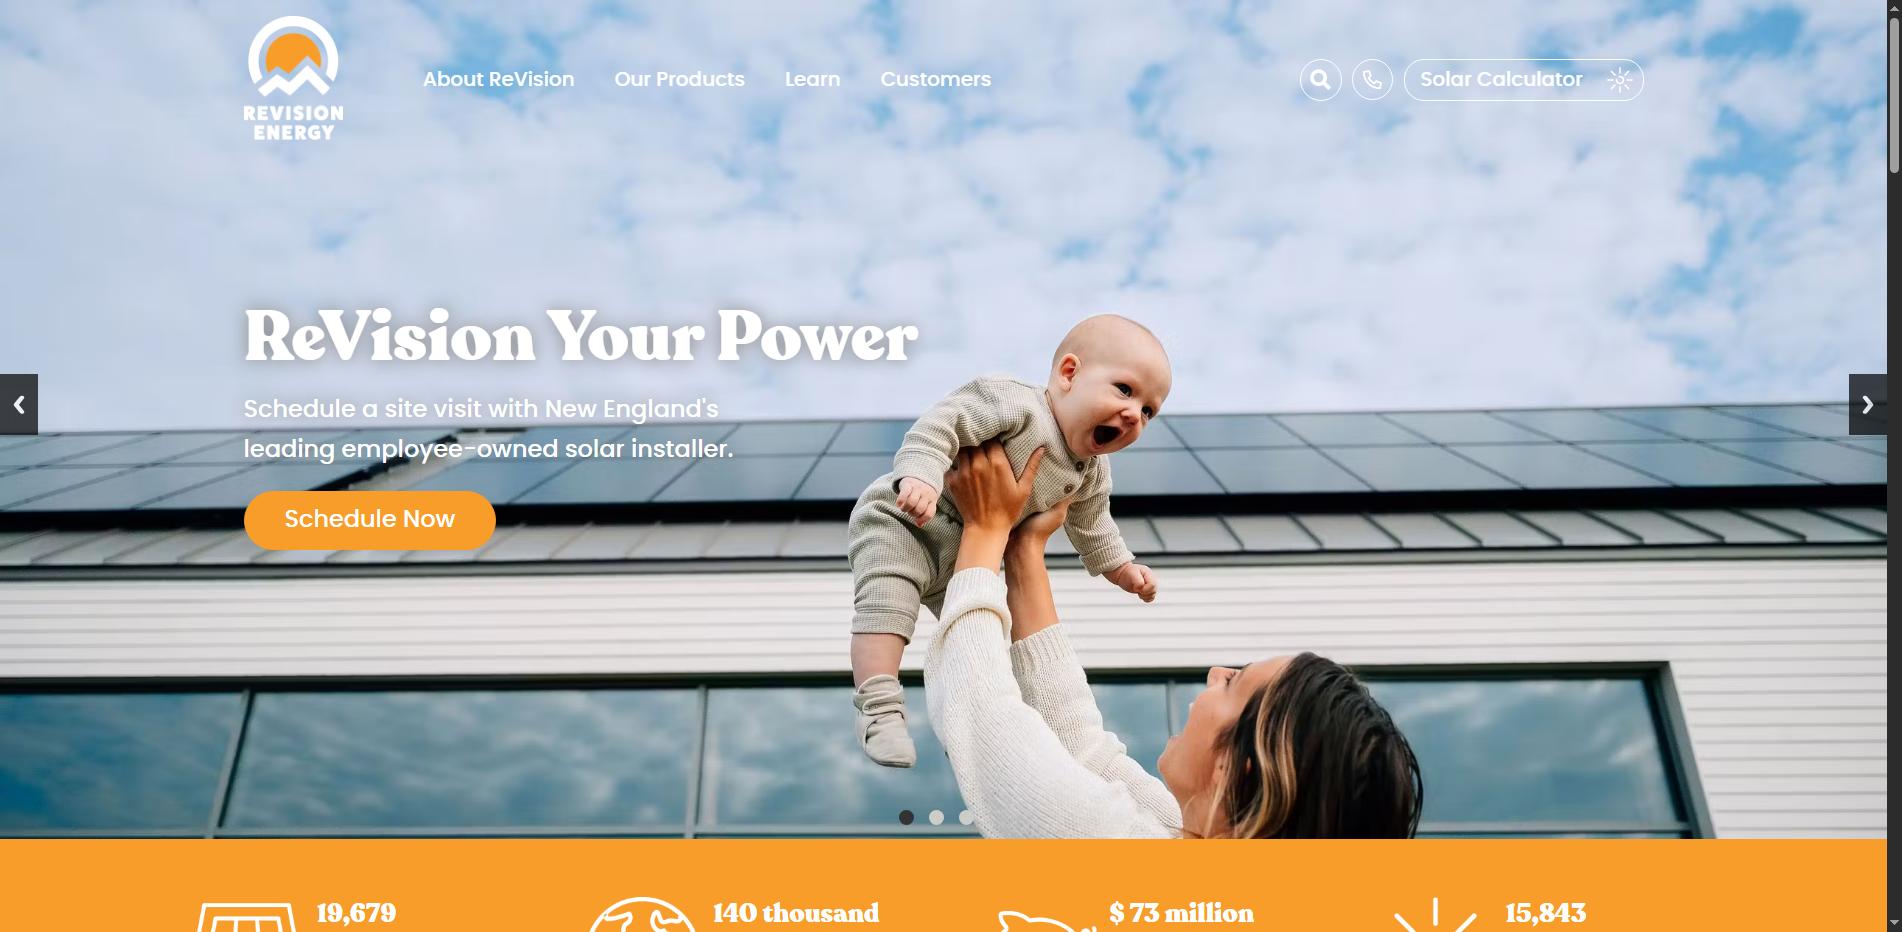 REVISION
ENERGY
About ReVision
Our Products
Learn
Customers
Solar Calculator
ReVision Your Power
Schedule a site visit with New England's
leading employee-owned solar installer.
Schedule Now
19,679
140 thousand
$ 73 million
15,843